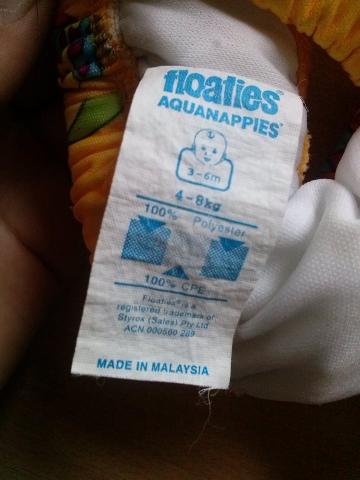 floaties®
AQUANAPPIES®
3-6m
4-8kg
100% Polyester
100% CPE
Floaties® is a
registered trademark of
Styrox (Sales) Pty Ltd
ACN 000560 289
MADE IN MALAYSIA